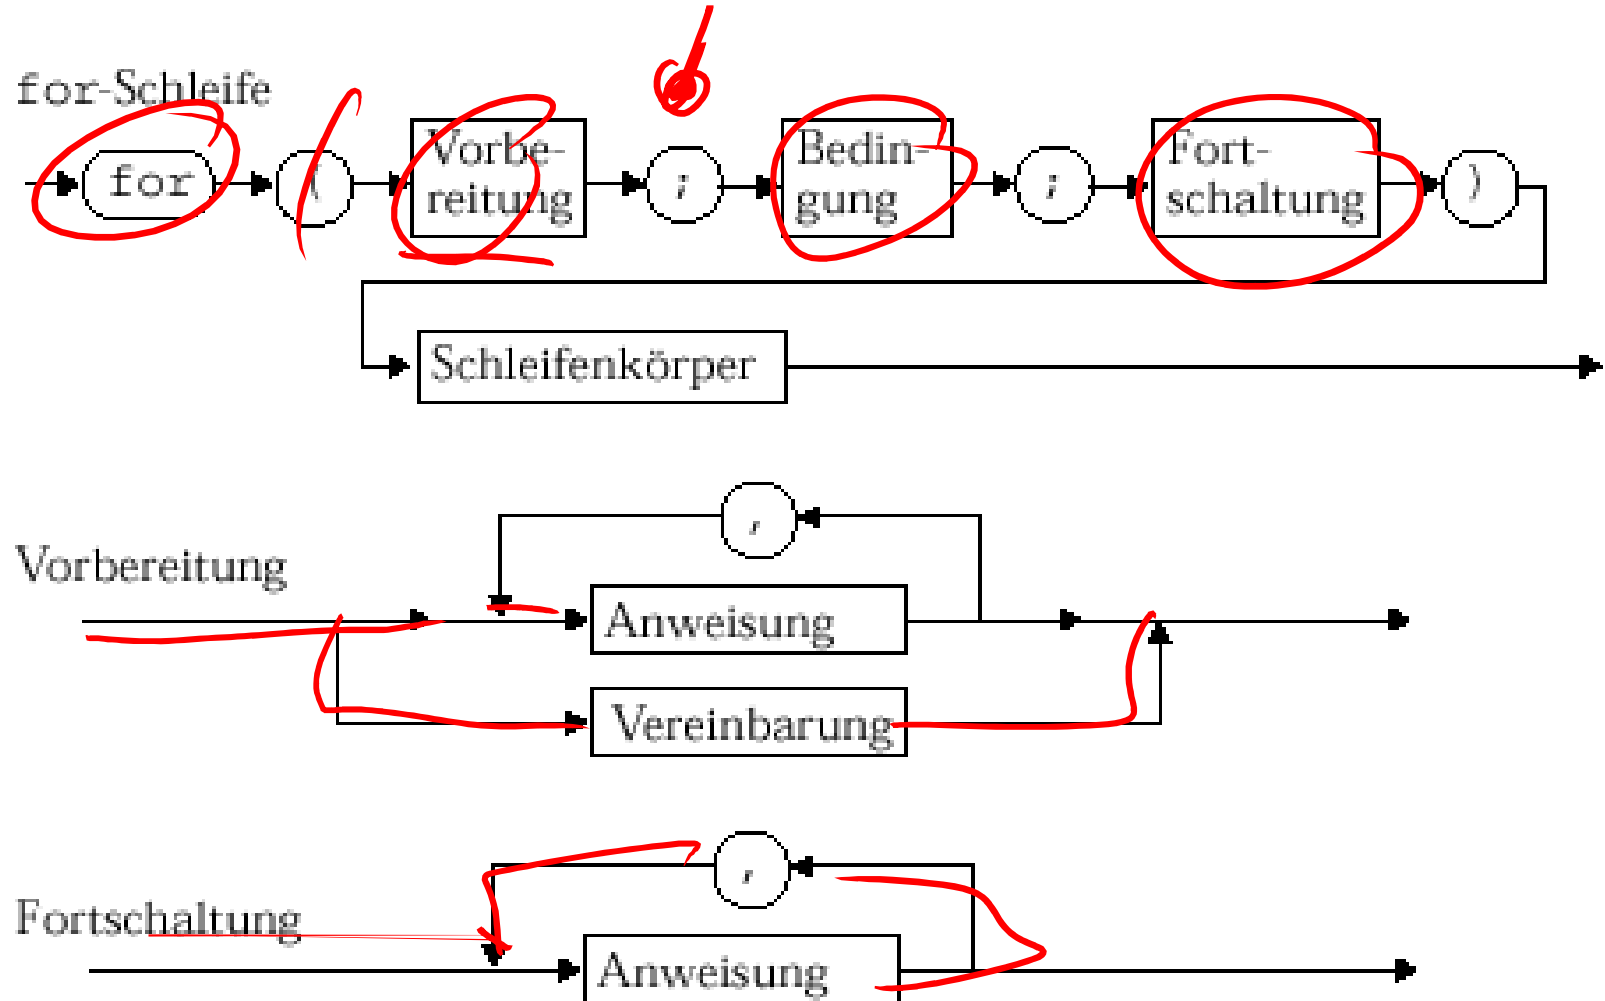 for-Schleife
for ( Vorbe- ; Bedin- ; Fort- )
reitung gung schaltung
Schleifenkörper
,
Vorbereitung
Anweisung
Vereinbarung
,
Fortschaltung
Anweisung